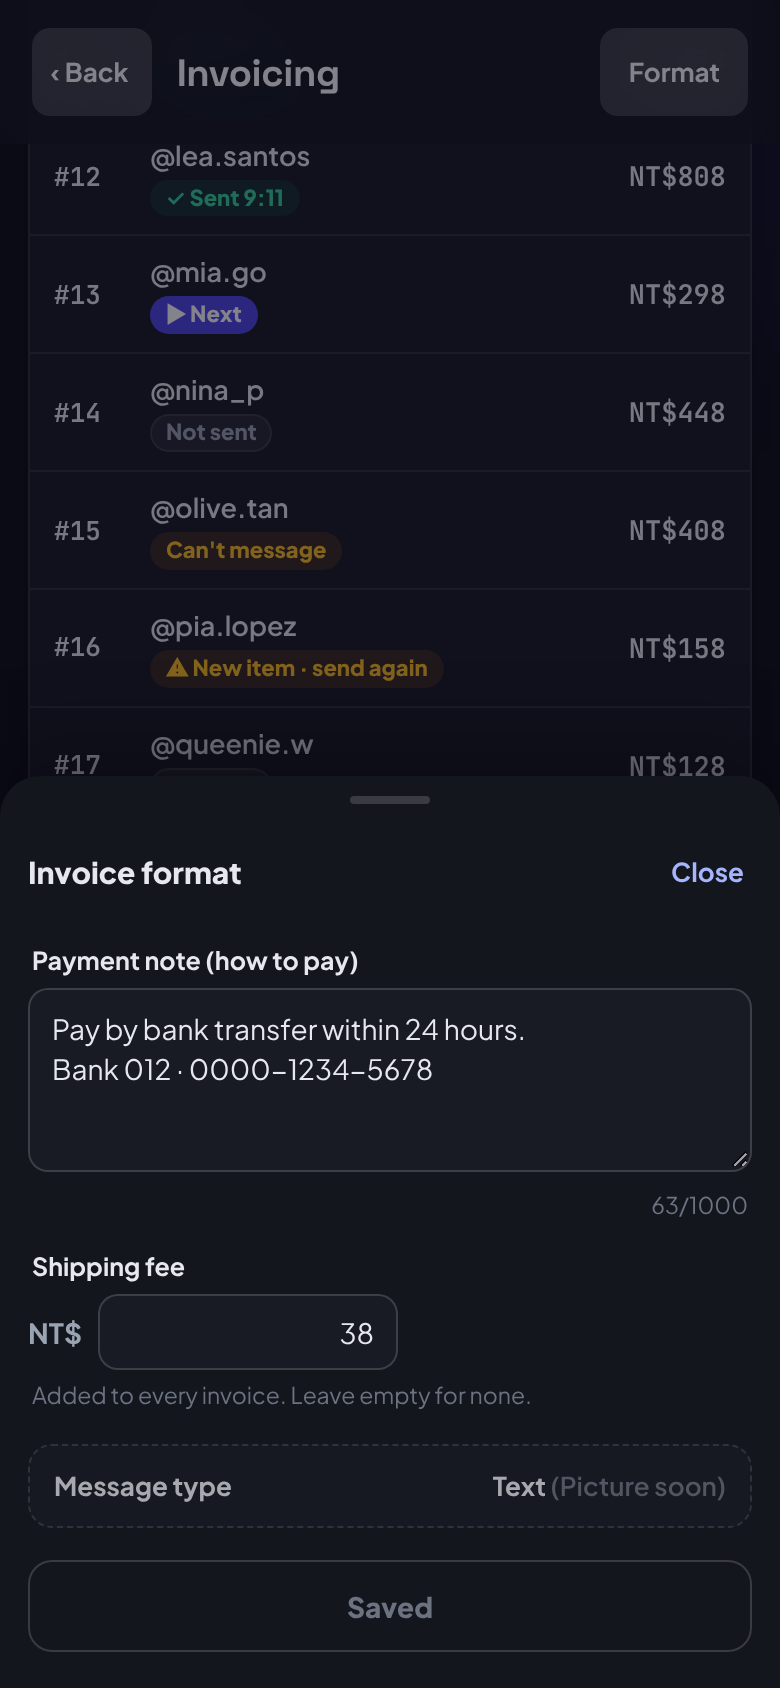 ‹ Back
Invoicing
Format
#12
@lea.santos
✓ Sent 9:11
NT$808
#13
@mia.go
▶ Next
NT$298
#14
@nina_p
Not sent
NT$448
#15
@olive.tan
Can't message
NT$408
#16
@pia.lopez
⚠ New item · send again
NT$158
#17
@queenie.w
NT$128
Invoice format
Close
Payment note (how to pay)
Pay by bank transfer within 24 hours.
Bank 012 · 0000-1234-5678
63/1000
Shipping fee
NT$
38
Added to every invoice. Leave empty for none.
Message type
Text (Picture soon)
Saved